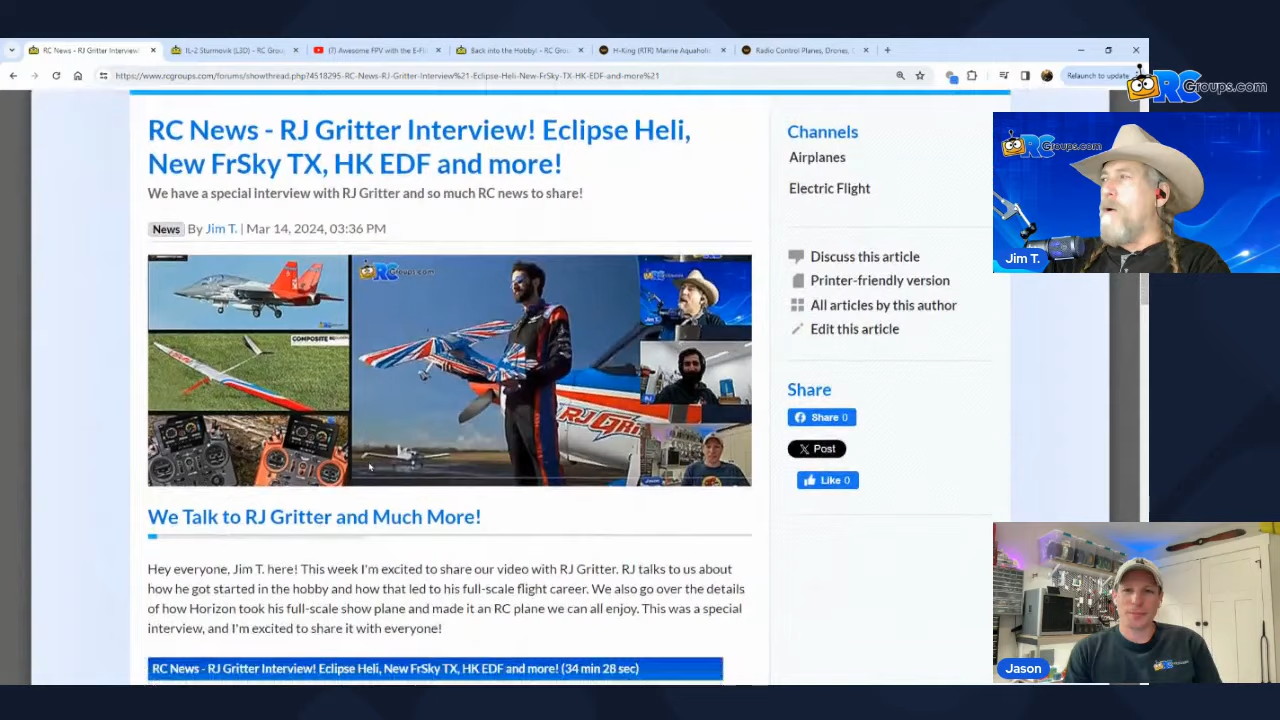 RC News - RJ Gritter Interview!
IL-2 Sturmovik (L3D) - RC Grou
(7) Awesome FPV with the E-Fl
Back into the Hobby! - RC Grou
H-King (RTR) Marine Aquaholic
Radio Control Planes, Drones,
https://www.rcgroups.com/forums/showthread.php?4518295-RC-News-RJ-Gritter-Interview%21-Eclipse-Heli-New-FrSky-TX-HK-EDF-and-more%21
Relaunch to update
RCGroups.com
RC News - RJ Gritter Interview! Eclipse Heli,
New FrSky TX, HK EDF and more!
We have a special interview with RJ Gritter and so much RC news to share!
News By Jim T. | Mar 14, 2024, 03:36 PM
RCGroups.com
COMPOSITE
RJ GRITTER
Channels
Airplanes
Electric Flight
Discuss this article
Printer-friendly version
All articles by this author
Edit this article
Share
Share 0
Post
Like 0
We Talk to RJ Gritter and Much More!
Hey everyone, Jim T. here! This week I'm excited to share our video with RJ Gritter. RJ talks to us about
how he got started in the hobby and how that led to his full-scale flight career. We also go over the details
of how Horizon took his full-scale show plane and made it an RC plane we can all enjoy. This was a special
interview, and I'm excited to share it with everyone!
RC News - RJ Gritter Interview! Eclipse Heli, New FrSky TX, HK EDF and more! (34 min 28 sec)
RCGroups.com
Jim T.
Jason